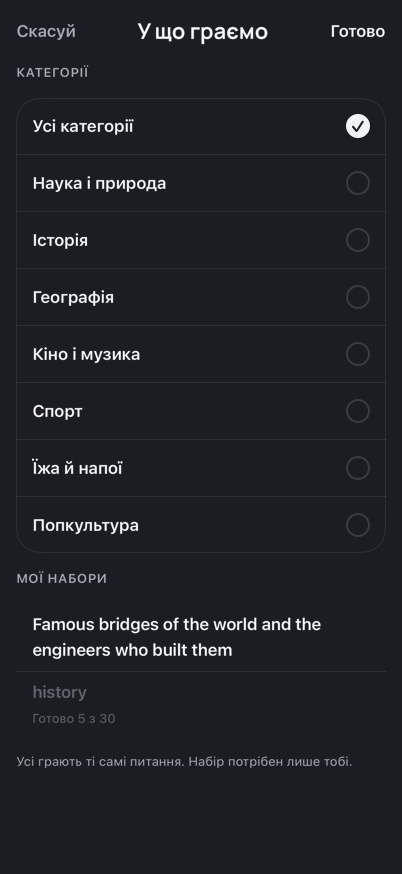 Скасуй
У що граємо
Готово
КАТЕГОРІЇ
Усі категорії
Наука і природа
Історія
Географія
Кіно і музика
Спорт
Їжа й напої
Попкультура
МОЇ НАБОРИ
Famous bridges of the world and the
engineers who built them
history
Готово 5 з 30
Усі грають ті самі питання. Набір потрібен лише тобі.